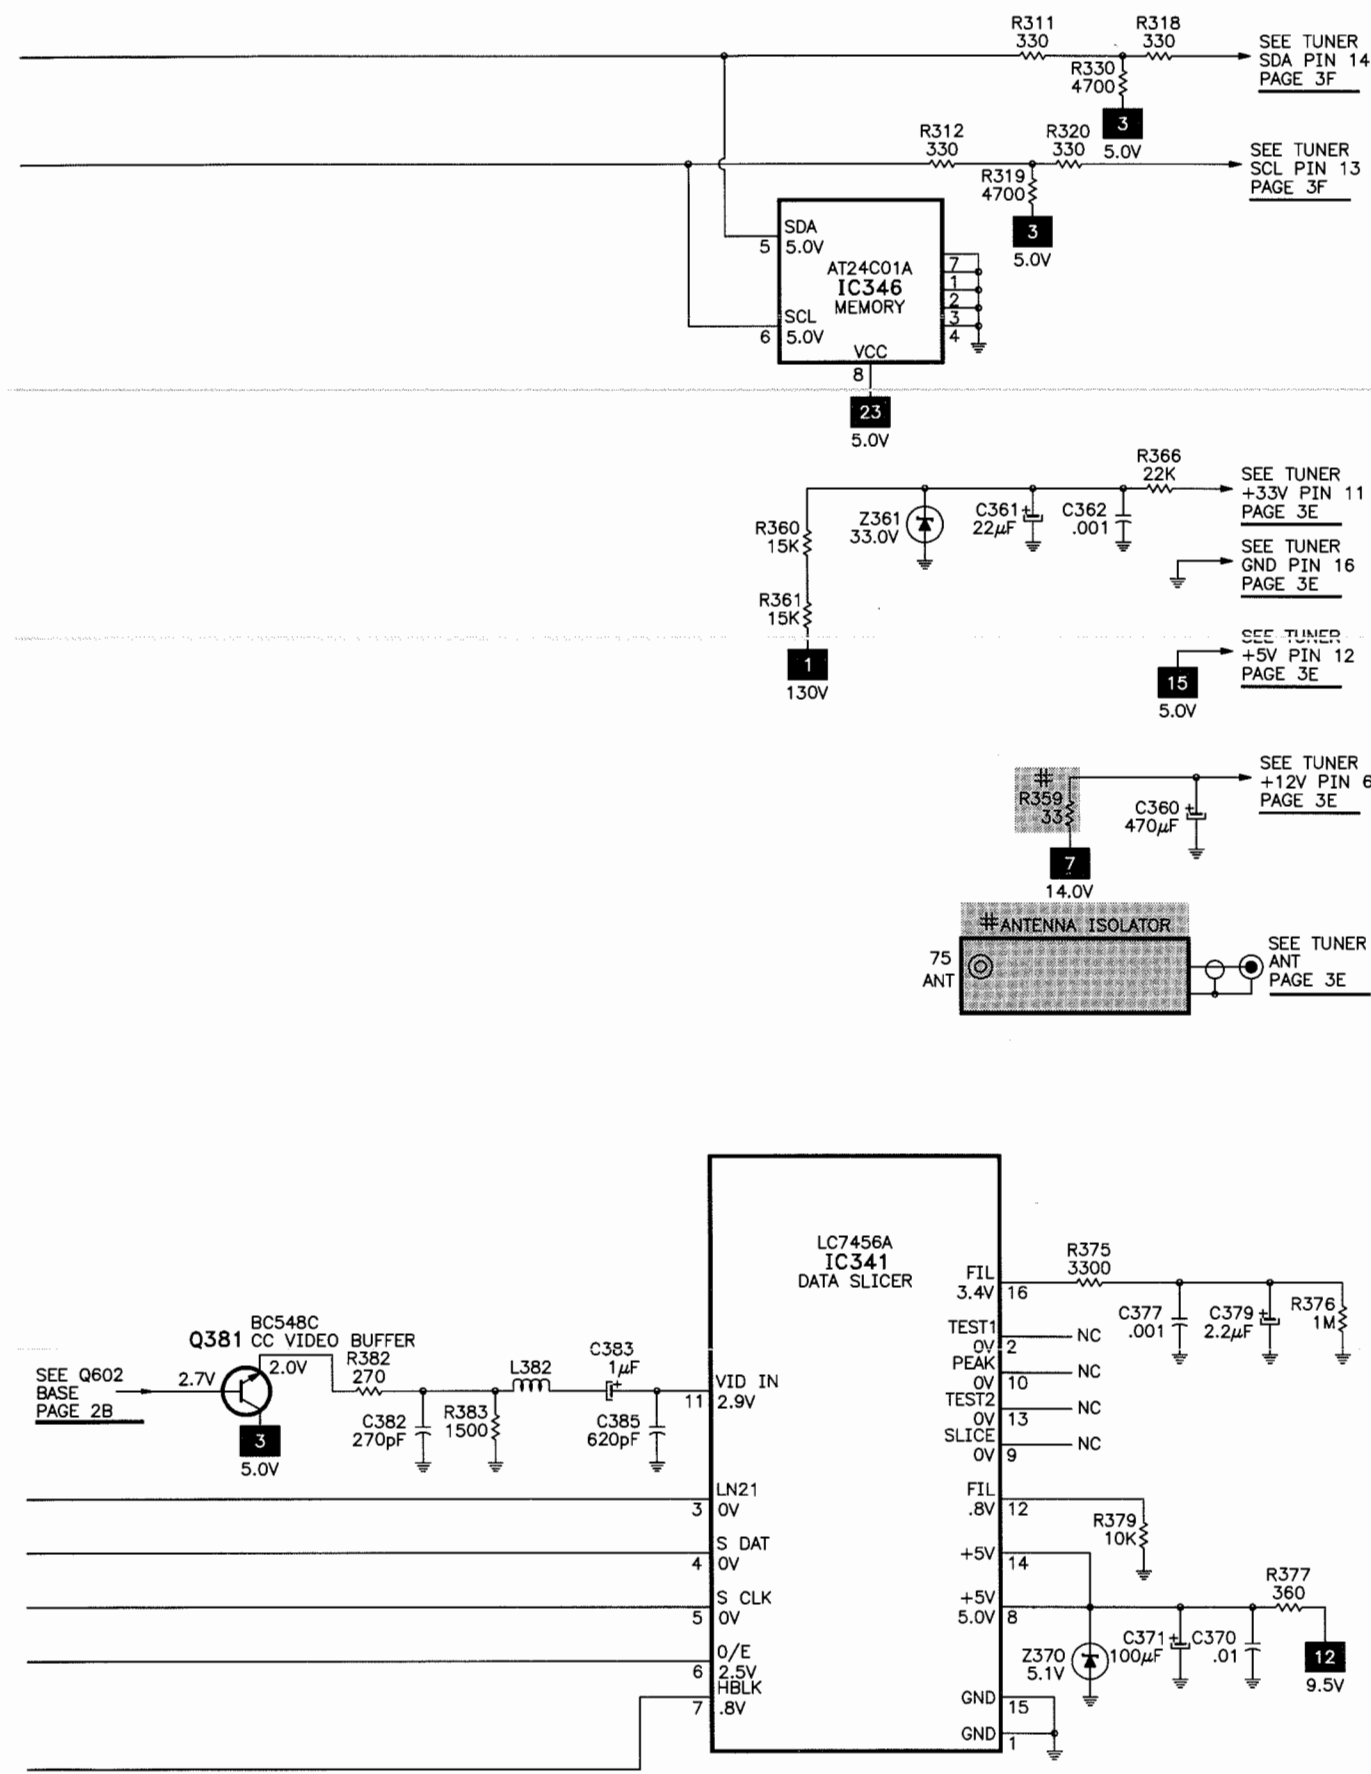 R311
330
R318
330
SEE TUNER
SDA PIN 14
PAGE 3F
R330
4700
3
5.0V
R312
330
R320
330
SEE TUNER
SCL PIN 13
PAGE 3F
R319
4700
3
5.0V
SDA
5 5.0V
AT24C01A
IC346
MEMORY
7
1
2
3
4
SCL
6 5.0V
VCC
8
23
5.0V
R366
22K
SEE TUNER
+33V PIN 11
PAGE 3E
R360
15K
Z361
33.0V
C361 +
22µF
C362
.001
SEE TUNER
GND PIN 16
PAGE 3E
R361
15K
1
130V
SEE TUNER
+5V PIN 12
PAGE 3E
15
5.0V
#
R359
33
SEE TUNER
+12V PIN 6
PAGE 3E
C360 +
470µF
7
14.0V
#ANTENNA ISOLATOR
75
ANT
SEE TUNER
ANT
PAGE 3E
LC7456A
IC341
DATA SLICER
FIL
3.4V 16
R375
3300
C377
.001
C379 +
2.2µF
R376
1M
TEST1
0V 2 NC
PEAK
0V 10 NC
TEST2
0V 13 NC
SLICE
0V 9 NC
BC548C
Q381 CC VIDEO BUFFER
SEE Q602
BASE
PAGE 2B
2.7V
2.0V
3
5.0V
R382
270
C382
270pF
R383
1500
L382
C383
1µF
+
C385
620pF
VID IN
11 2.9V
LN21
3 0V
S DAT
4 0V
S CLK
5 0V
O/E
6 2.5V
HBLK
7 .8V
FIL
.8V 12
R379
10K
+5V
14
+5V
5.0V 8
R377
360
Z370
5.1V
C371 +
100µF
C370
.01
12
9.5V
GND
15
GND
1